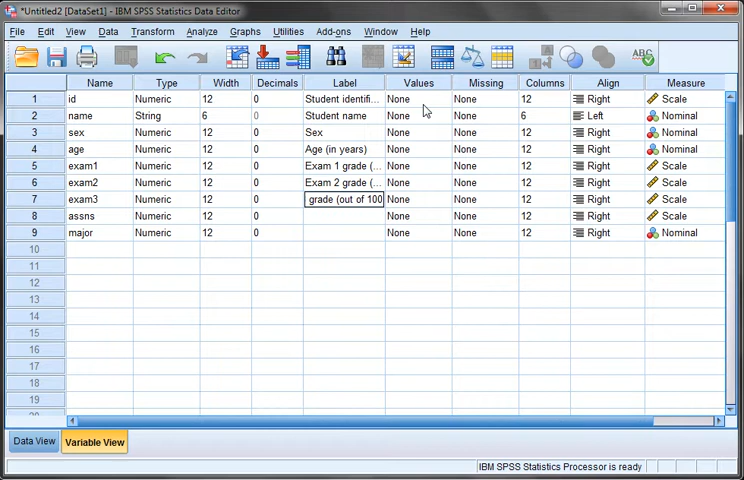 *Untitled2 [DataSet1] - IBM SPSS Statistics Data Editor
File Edit View Data Transform Analyze Graphs Utilities Add-ons Window Help
Name Type Width Decimals Label Values Missing Columns Align Measure
1 id Numeric 12 0 Student identifi... None None 12 Right Scale
2 name String 6 0 Student name None None 6 Left Nominal
3 sex Numeric 12 0 Sex None None 12 Right Nominal
4 age Numeric 12 0 Age (in years) None None 12 Right Nominal
5 exam1 Numeric 12 0 Exam 1 grade (... None None 12 Right Scale
6 exam2 Numeric 12 0 Exam 2 grade (... None None 12 Right Scale
7 exam3 Numeric 12 0 grade (out of 100 None None 12 Right Scale
8 assns Numeric 12 0 None None 12 Right Scale
9 major Numeric 12 0 None None 12 Right Nominal
10
11
12
13
14
15
16
17
18
19
Data View Variable View
IBM SPSS Statistics Processor is ready